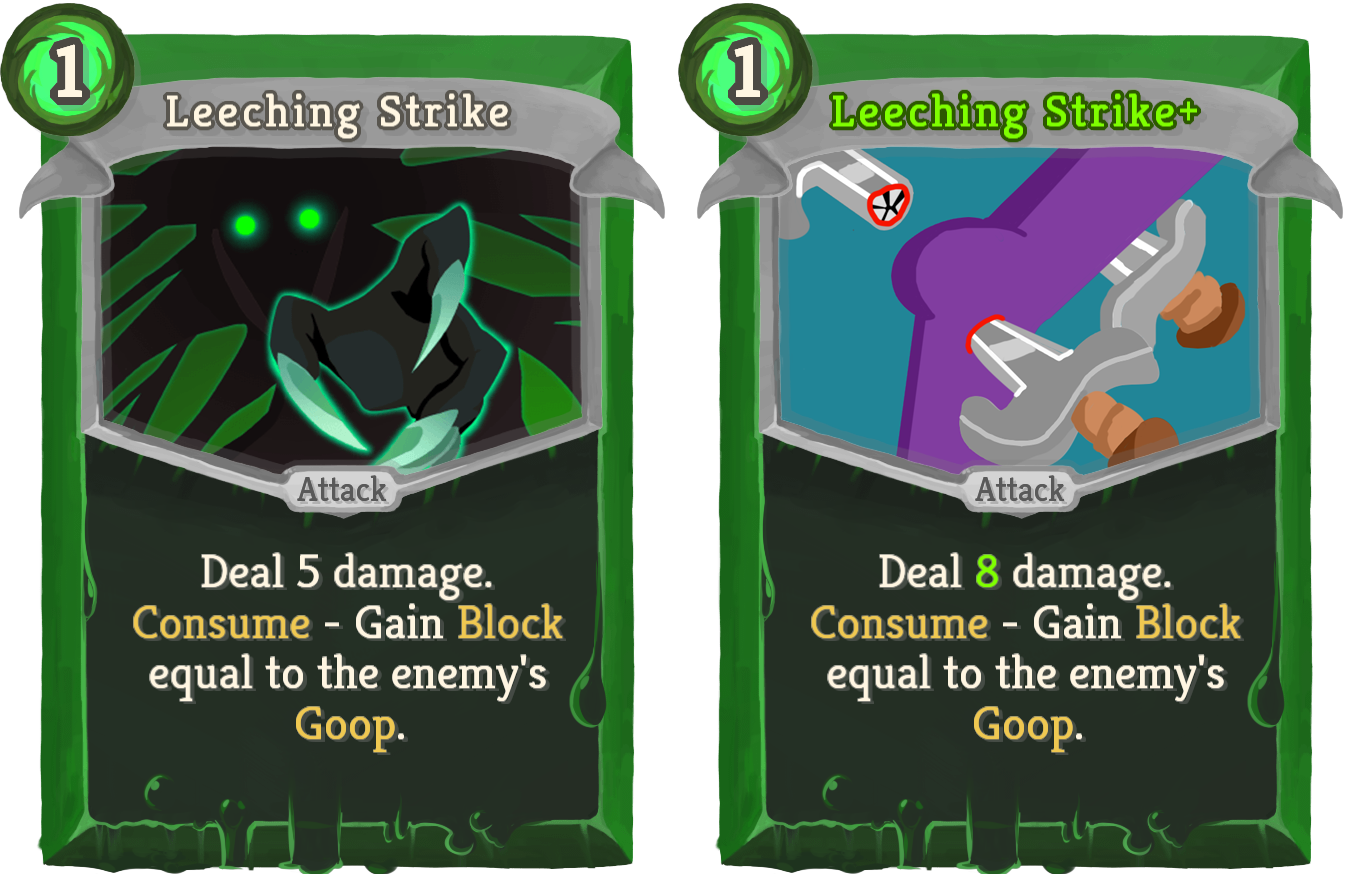 1
Leeching Strike
Attack
Deal 5 damage.
Consume - Gain Block
equal to the enemy's
Goop.
1
Leeching Strike+
Attack
Deal 8 damage.
Consume - Gain Block
equal to the enemy's
Goop.